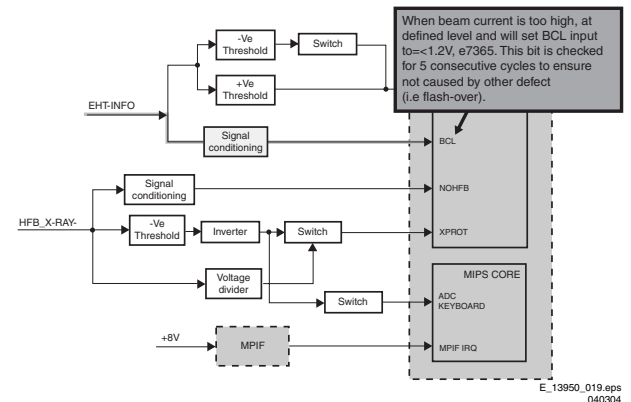 When beam current is too high, at
defined level and will set BCL input
to=<1.2V, e7365. This bit is checked
for 5 consecutive cycles to ensure
not caused by other defect
(i.e flash-over).
-Ve
Threshold
Switch
+Ve
Threshold
EHT-INFO
Signal
conditioning
BCL
Signal
conditioning
NOHFB
HFB_X-RAY-
-Ve
Threshold
Inverter
Switch
XPROT
Voltage
divider
MIPS CORE
Switch
ADC
KEYBOARD
+8V
MPIF
MPIF IRQ
E_13950_019.eps
040304